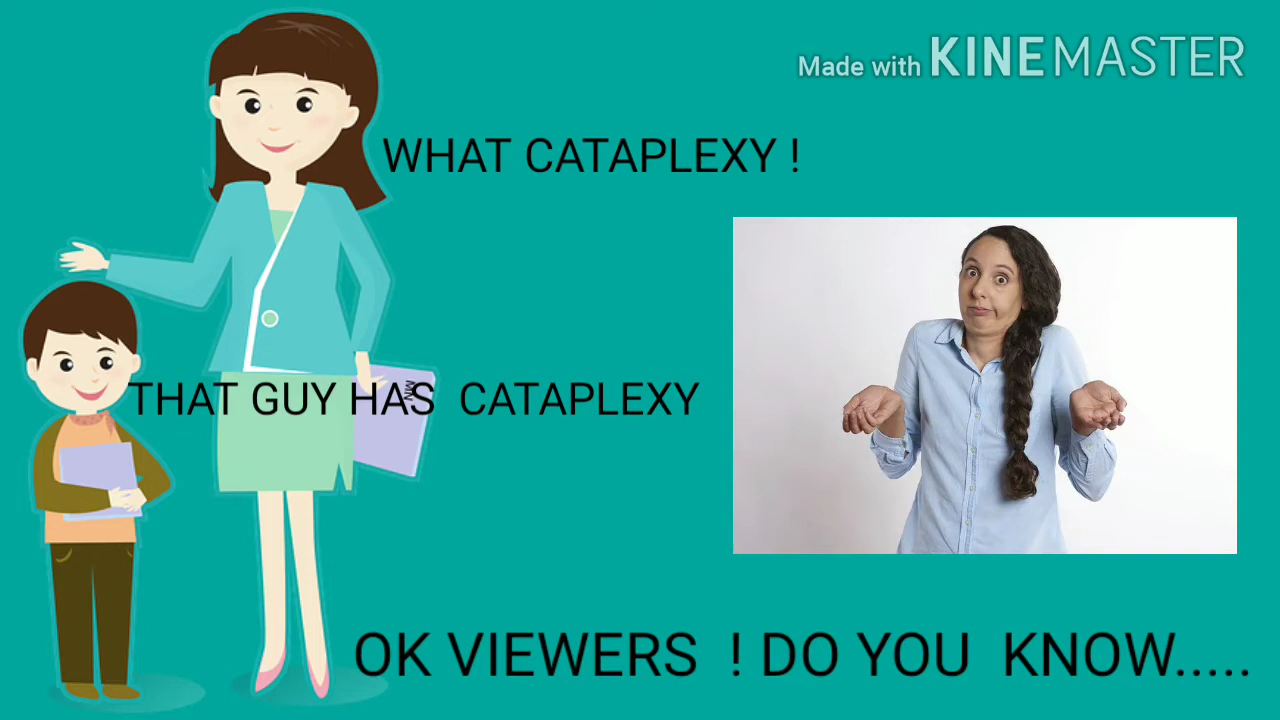 Made with KINEMASTER
WHAT CATAPLEXY !
THAT GUY HAS CATAPLEXY
OK VIEWERS ! DO YOU KNOW.....